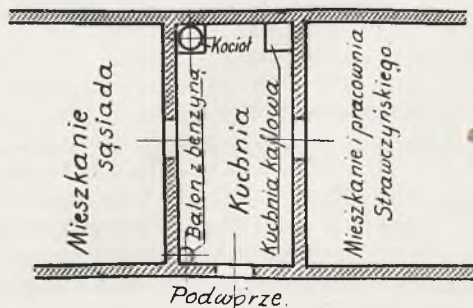 Kocioł
Mieszkanie
sąsiada
Balon z benzyną
Kuchnia
Kuchnia kaflowa
Mieszkanie i pracownia
Strawczyńskiego.
Podwórze.